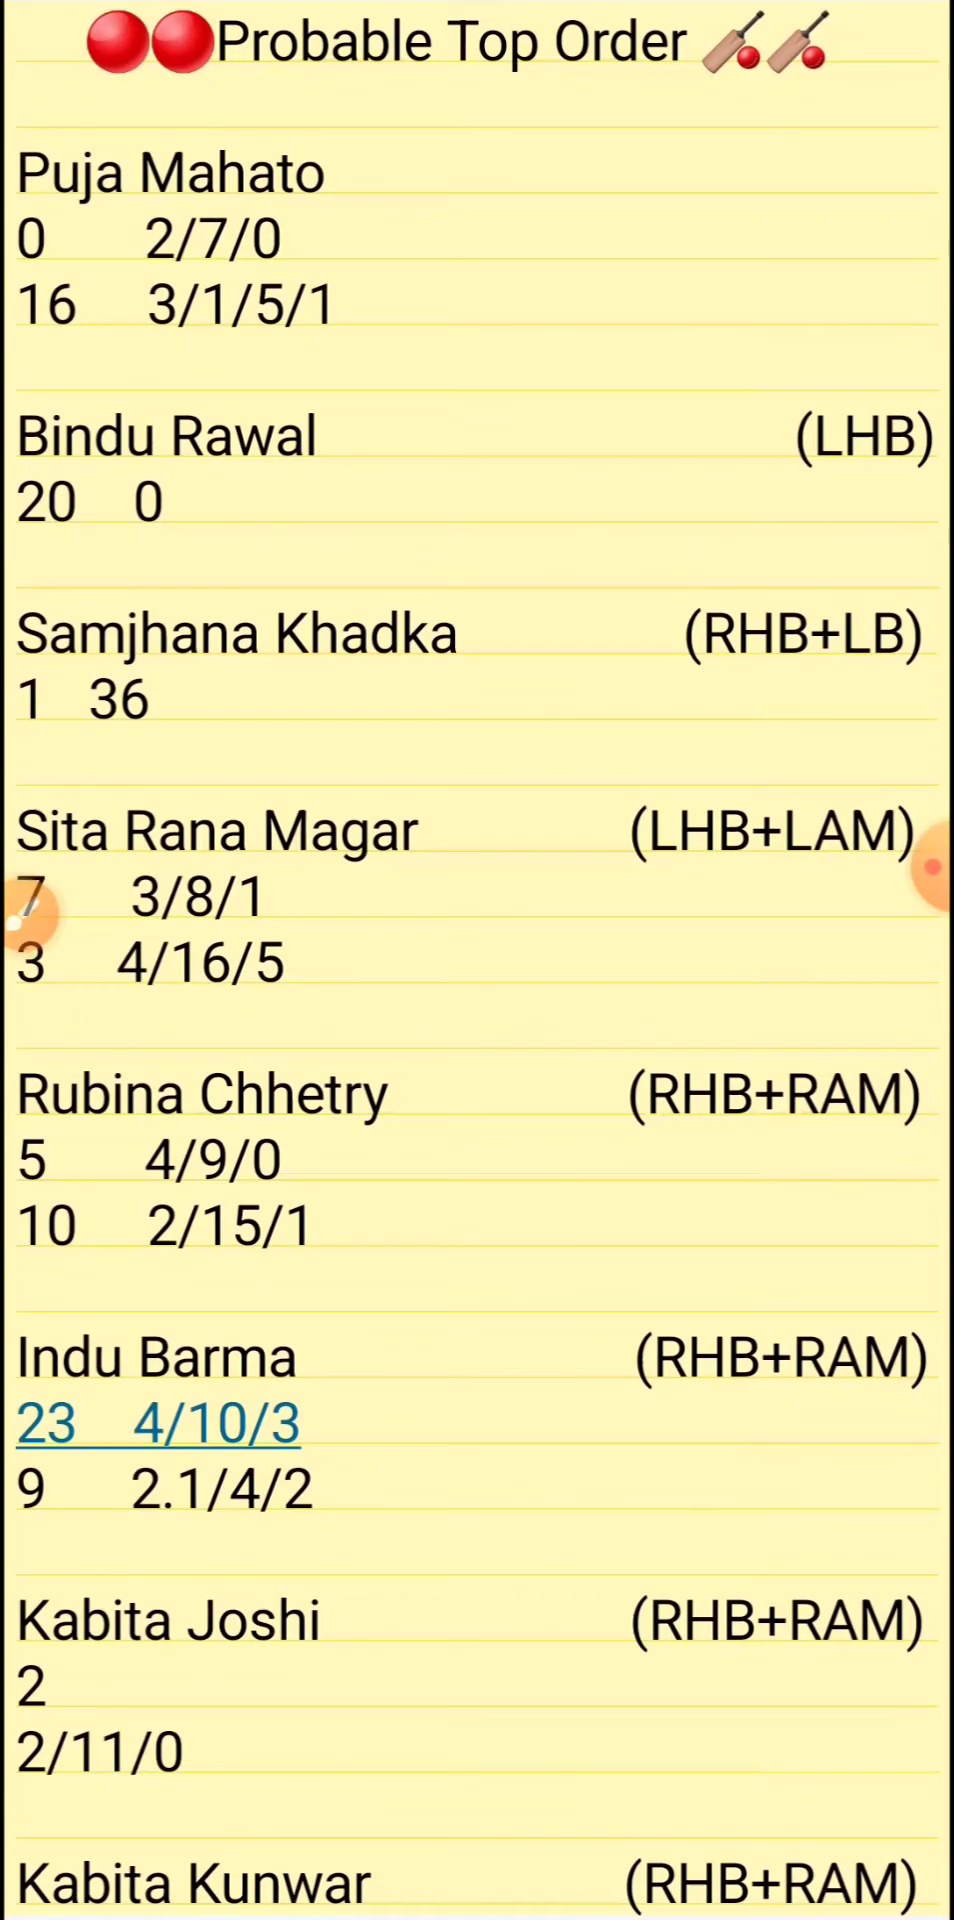 Probable Top Order
Puja Mahato
0 2/7/0
16 3/1/5/1
Bindu Rawal (LHB)
20 0
Samjhana Khadka (RHB+LB)
1 36
Sita Rana Magar (LHB+LAM)
7 3/8/1
3 4/16/5
Rubina Chhetry (RHB+RAM)
5 4/9/0
10 2/15/1
Indu Barma (RHB+RAM)
23 4/10/3
9 2.1/4/2
Kabita Joshi (RHB+RAM)
2
2/11/0
Kabita Kunwar (RHB+RAM)